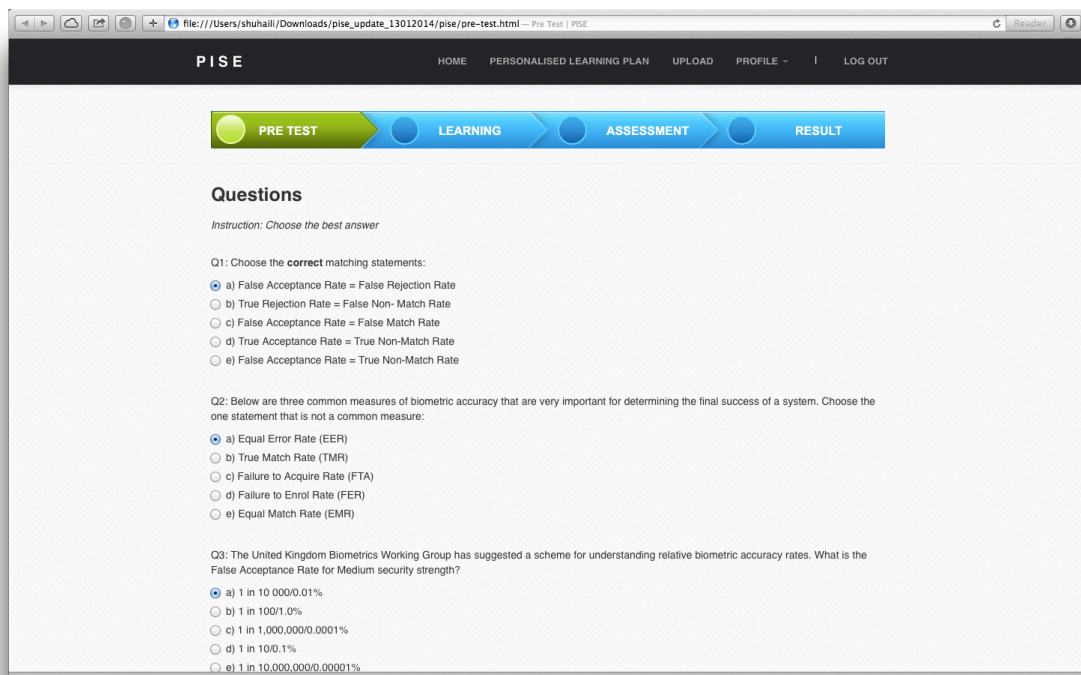 file:///Users/shuhaili/Downloads/pise_update_13012014/pise/pre-test.html — Pre Test | PISE
Reader
PISE
HOME PERSONALISED LEARNING PLAN UPLOAD PROFILE | LOG OUT
PRE TEST LEARNING ASSESSMENT RESULT
Questions
Instruction: Choose the best answer
Q1: Choose the correct matching statements:
a) False Acceptance Rate = False Rejection Rate
b) True Rejection Rate = False Non- Match Rate
c) False Acceptance Rate = False Match Rate
d) True Acceptance Rate = True Non-Match Rate
e) False Acceptance Rate = True Non-Match Rate
Q2: Below are three common measures of biometric accuracy that are very important for determining the final success of a system. Choose the
one statement that is not a common measure:
a) Equal Error Rate (EER)
b) True Match Rate (TMR)
c) Failure to Acquire Rate (FTA)
d) Failure to Enrol Rate (FER)
e) Equal Match Rate (EMR)
Q3: The United Kingdom Biometrics Working Group has suggested a scheme for understanding relative biometric accuracy rates. What is the
False Acceptance Rate for Medium security strength?
a) 1 in 10 000/0.01%
b) 1 in 100/1.0%
c) 1 in 1,000,000/0.0001%
d) 1 in 10/0.1%
e) 1 in 10,000,000/0.00001%